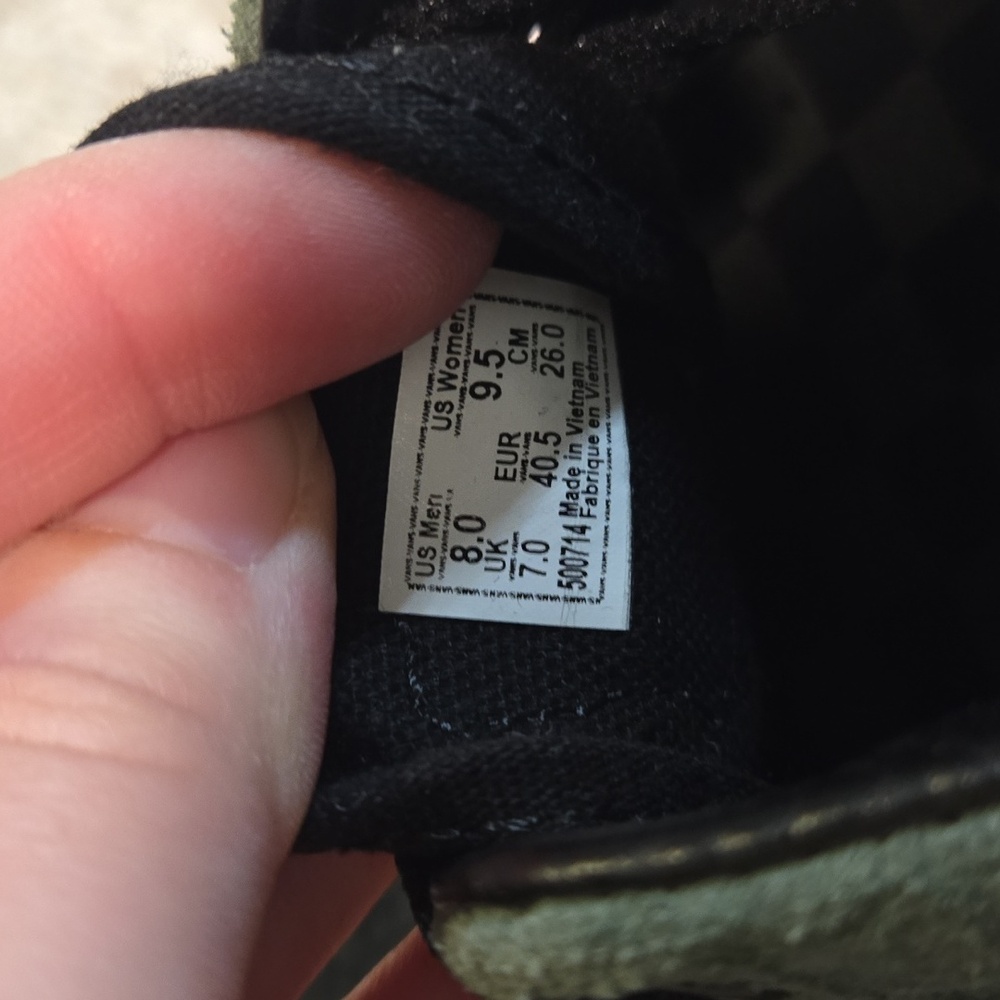 US Men US Women
8.0 9.5
UK EUR CM
7.0 40.5 26.0
500714 Made in Vietnam
Fabriqué en Vietnam